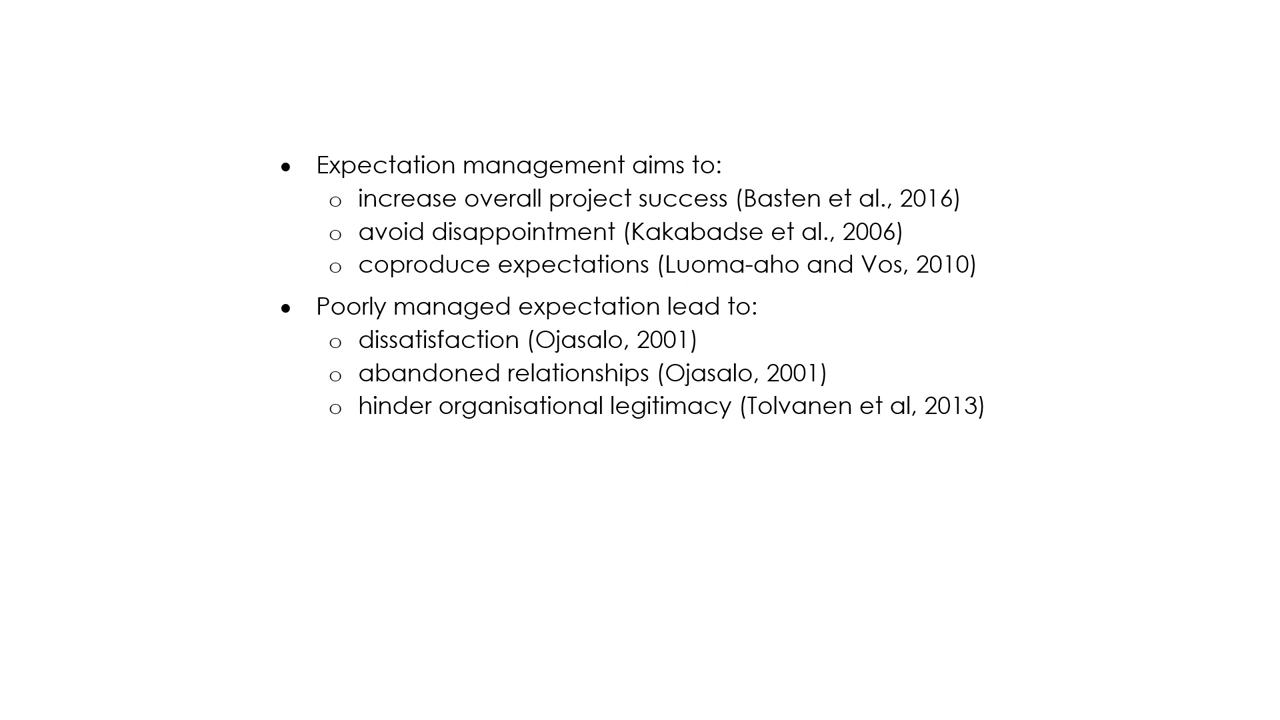 • Expectation management aims to:
o increase overall project success (Basten et al., 2016)
o avoid disappointment (Kakabadse et al., 2006)
o coproduce expectations (Luoma-aho and Vos, 2010)
• Poorly managed expectation lead to:
o dissatisfaction (Ojasalo, 2001)
o abandoned relationships (Ojasalo, 2001)
o hinder organisational legitimacy (Tolvanen et al, 2013)